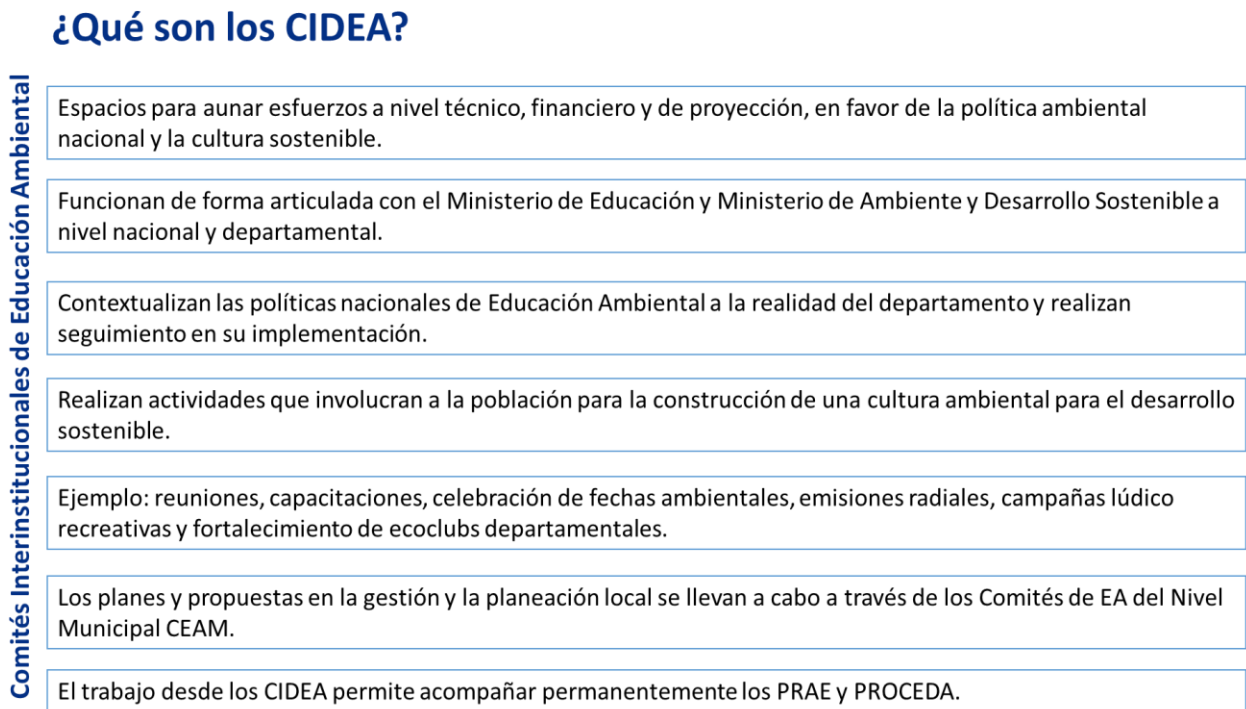 ¿Qué son los CIDEA?
Comités Interinstitucionales de Educación Ambiental
Espacios para aunar esfuerzos a nivel técnico, financiero y de proyección, en favor de la política ambiental
nacional y la cultura sostenible.
Funcionan de forma articulada con el Ministerio de Educación y Ministerio de Ambiente y Desarrollo Sostenible a
nivel nacional y departamental.
Contextualizan las políticas nacionales de Educación Ambiental a la realidad del departamento y realizan
seguimiento en su implementación.
Realizan actividades que involucran a la población para la construcción de una cultura ambiental para el desarrollo
sostenible.
Ejemplo: reuniones, capacitaciones, celebración de fechas ambientales, emisiones radiales, campañas lúdico
recreativas y fortalecimiento de ecoclubs departamentales.
Los planes y propuestas en la gestión y la planeación local se llevan a cabo a través de los Comités de EA del Nivel
Municipal CEAM.
El trabajo desde los CIDEA permite acompañar permanentemente los PRAE y PROCEDA.